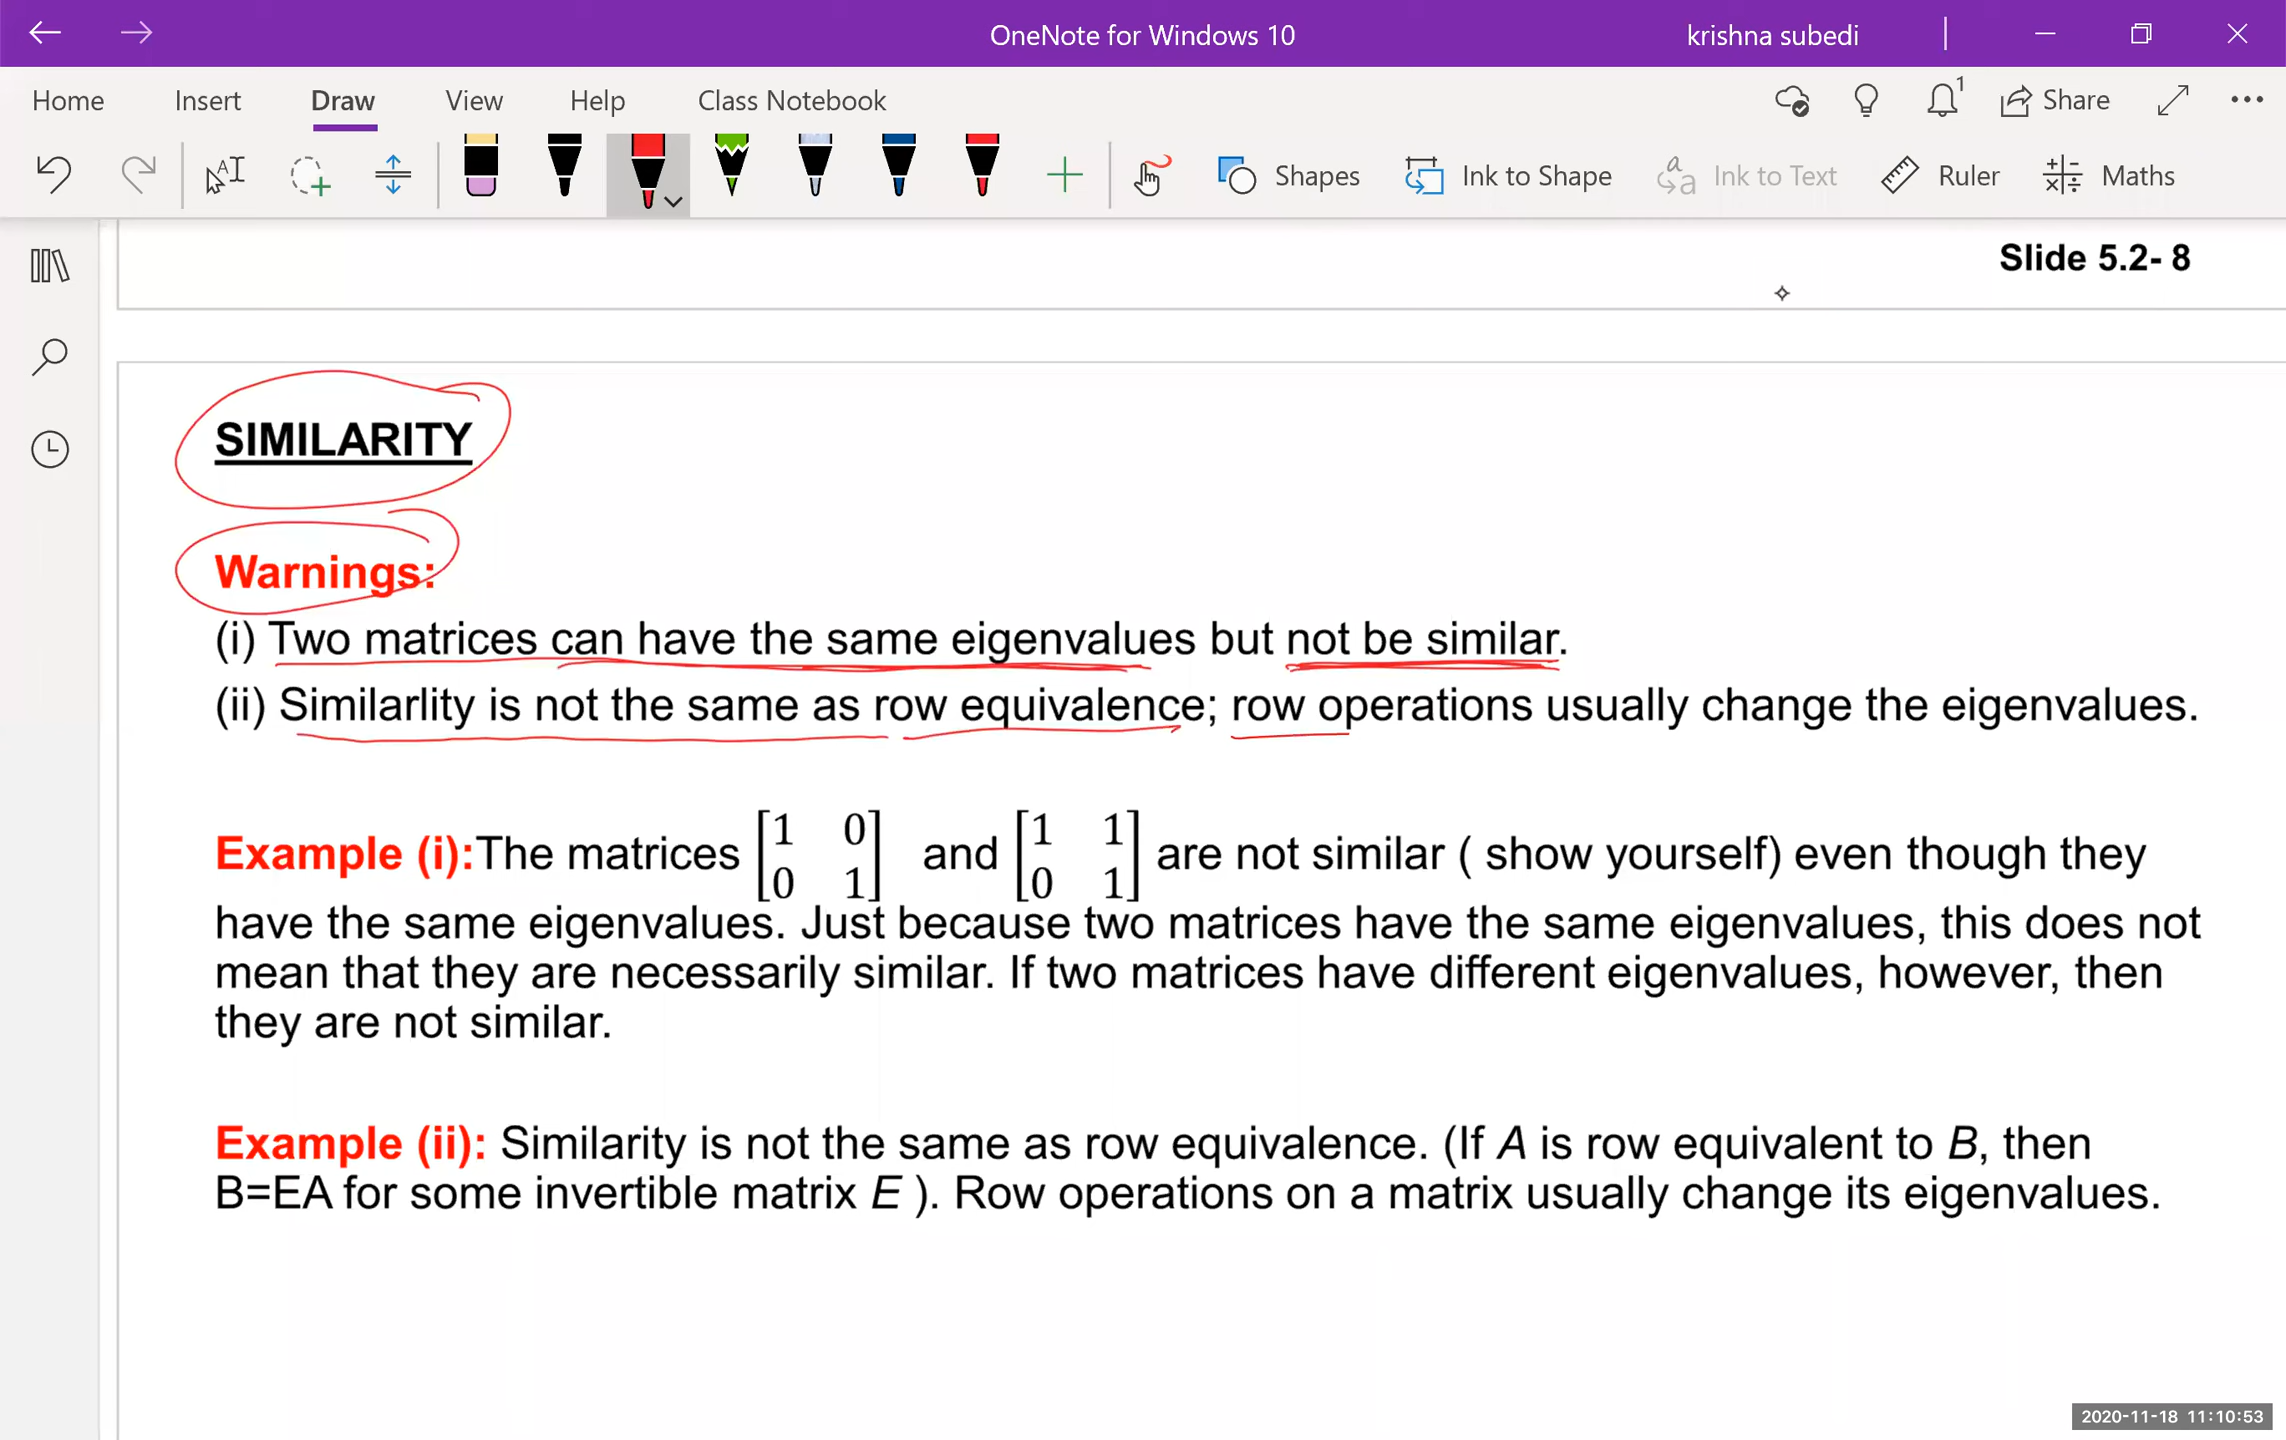 OneNote for Windows 10
krishna subedi
Home Insert Draw View Help Class Notebook
1
Share
Shapes Ink to Shape Ink to Text Ruler Maths
Slide 5.2- 8
SIMILARITY
Warnings:
(i) Two matrices can have the same eigenvalues but not be similar.
(ii) Similarlity is not the same as row equivalence; row operations usually change the eigenvalues.
Example (i):The matrices [1 0; 0 1] and [1 1; 0 1] are not similar ( show yourself) even though they
have the same eigenvalues. Just because two matrices have the same eigenvalues, this does not
mean that they are necessarily similar. If two matrices have different eigenvalues, however, then
they are not similar.
Example (ii): Similarity is not the same as row equivalence. (If A is row equivalent to B, then
B=EA for some invertible matrix E ). Row operations on a matrix usually change its eigenvalues.
2020-11-18 11:10:53